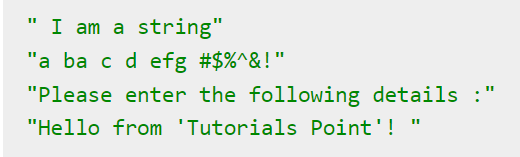 " I am a string"
"a ba c d efg #$%^&!"
"Please enter the following details :"
"Hello from 'Tutorials Point'! "